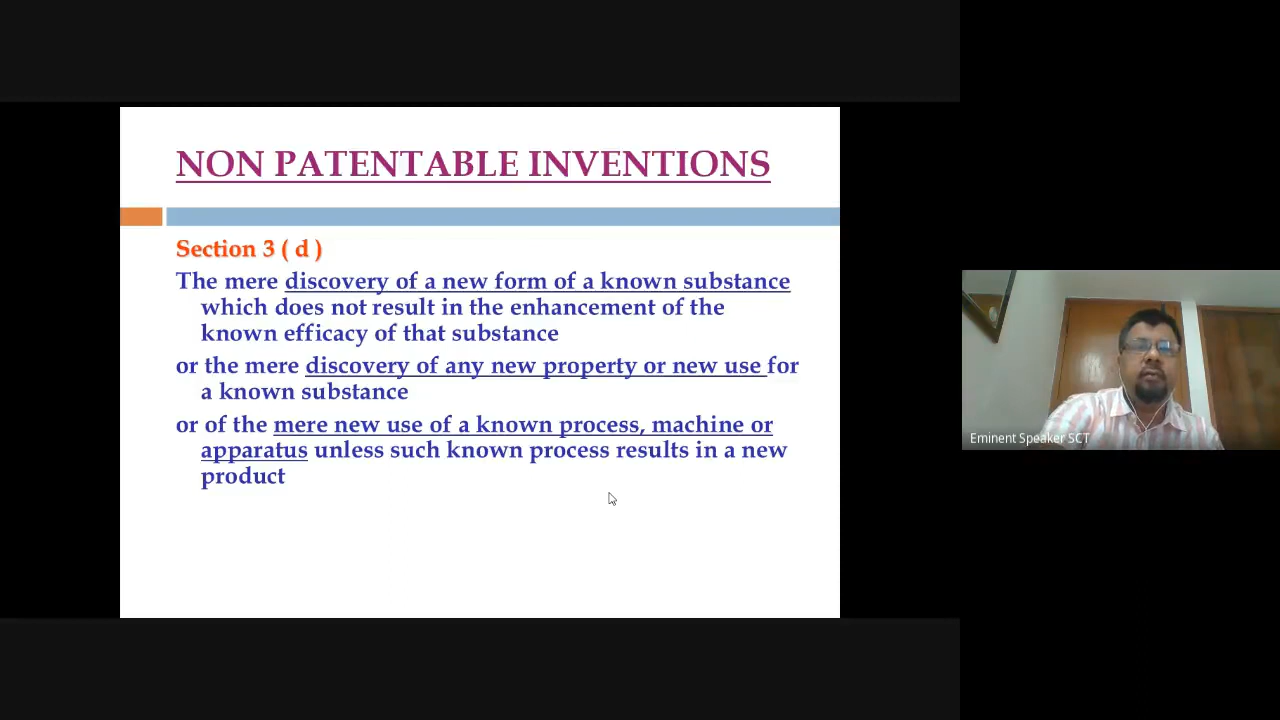 NON PATENTABLE INVENTIONS
Section 3 ( d )
The mere discovery of a new form of a known substance
which does not result in the enhancement of the
known efficacy of that substance
or the mere discovery of any new property or new use for
a known substance
or of the mere new use of a known process, machine or
apparatus unless such known process results in a new
product
Eminent Speaker SCT